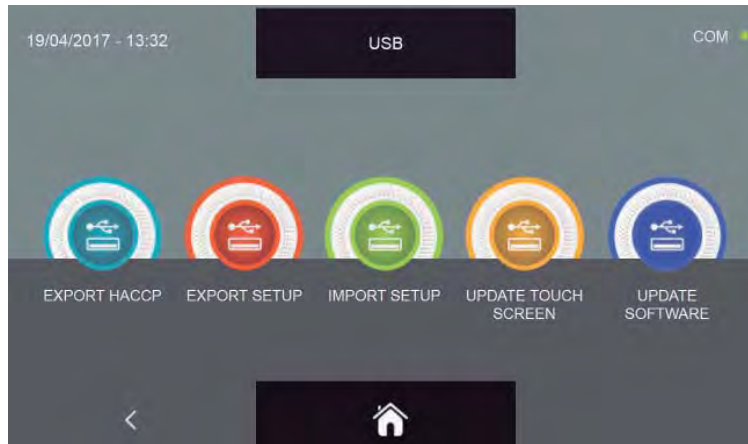 19/04/2017 - 13:32
USB
COM
EXPORT HACCP
EXPORT SETUP
IMPORT SETUP
UPDATE TOUCH
SCREEN
UPDATE
SOFTWARE